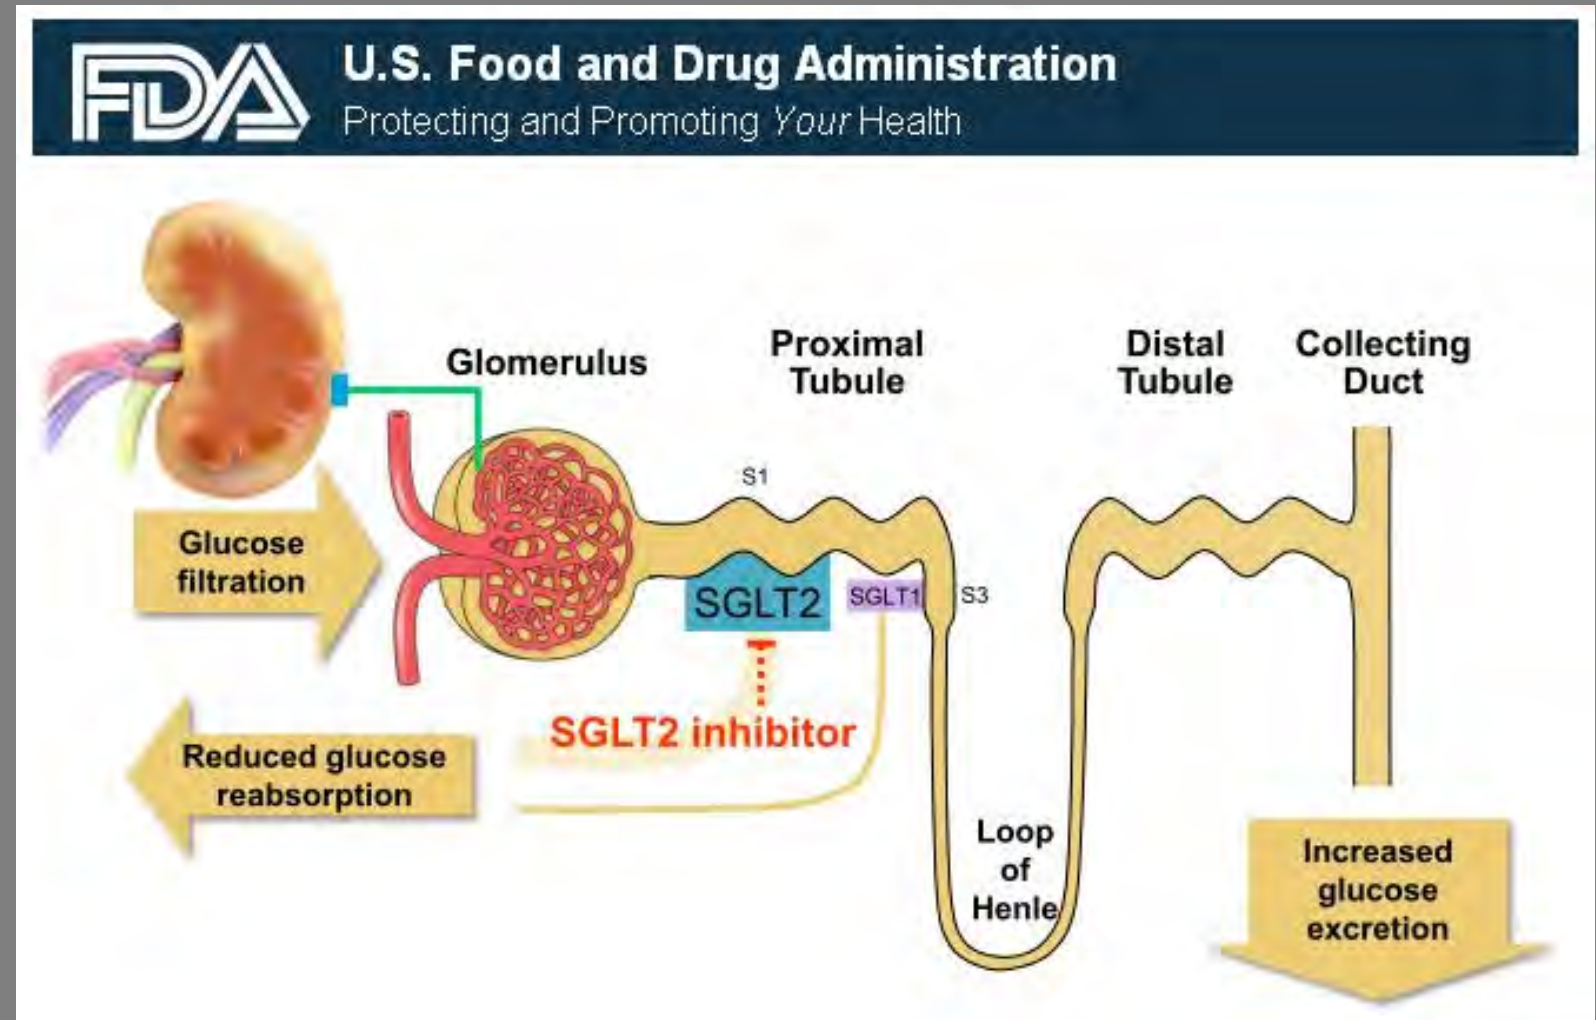 FDA
U.S. Food and Drug Administration
Protecting and Promoting Your Health
Glomerulus
Proximal
Tubule
Distal
Tubule
Collecting
Duct
S1
Glucose
filtration
SGLT2
SGLT1
S3
SGLT2 inhibitor
Reduced glucose
reabsorption
Loop
of
Henle
Increased
glucose
excretion